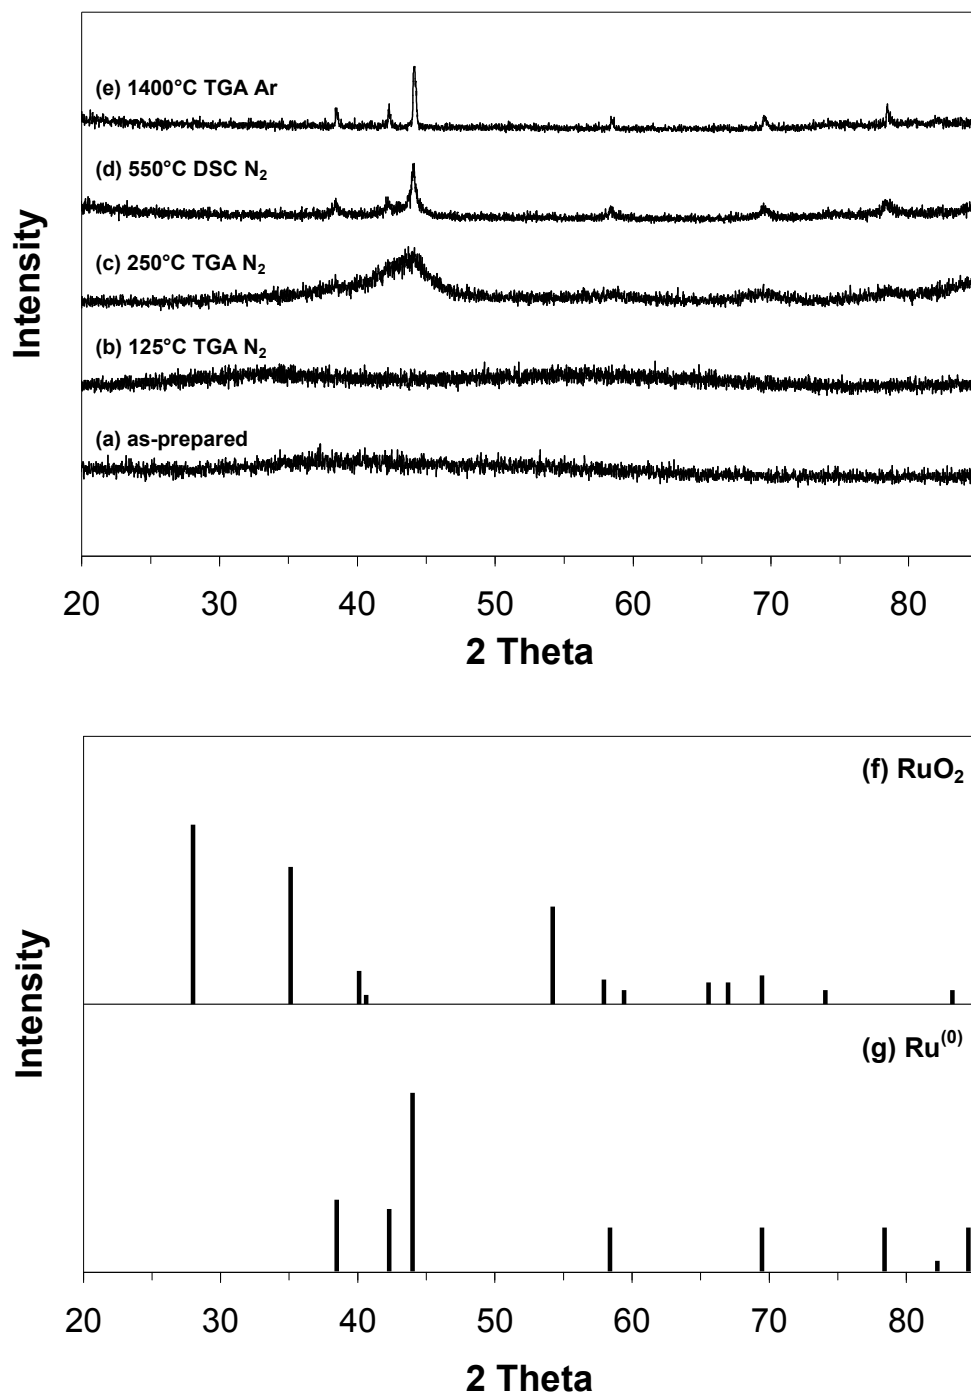 (e) 1400°C TGA Ar
(d) 550°C DSC N₂
(c) 250°C TGA N₂
(b) 125°C TGA N₂
(a) as-prepared
Intensity
20 30 40 50 60 70 80
2 Theta
(f) RuO₂
(g) Ru⁽⁰⁾
Intensity
20 30 40 50 60 70 80
2 Theta